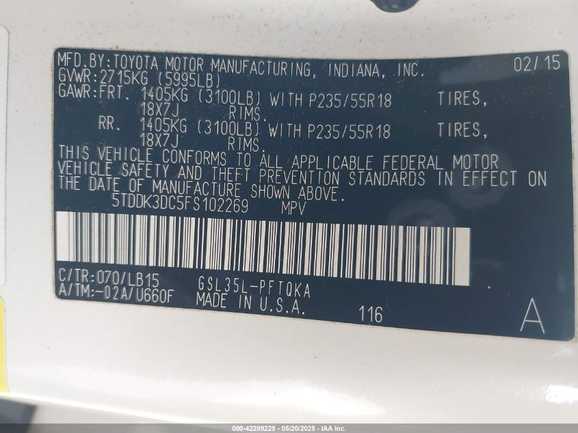 MFD.BY:TOYOTA MOTOR MANUFACTURING, INDIANA, INC. 02/15
GVWR:2715KG (5995LB)
GAWR:FRT. 1405KG (3100LB) WITH P235/55R18 TIRES,
18X7J RIMS.
RR. 1405KG (3100LB) WITH P235/55R18 TIRES,
18X7J RIMS.
THIS VEHICLE CONFORMS TO ALL APPLICABLE FEDERAL MOTOR
VEHICLE SAFETY AND THEFT PREVENTION STANDARDS IN EFFECT ON
THE DATE OF MANUFACTURE SHOWN ABOVE.
5TDDK3DC5FS102269 MPV
C/TR:070/LB15 GSL35L-PFTQKA
A/TM:-02A/U660F MADE IN U.S.A. 116 A
000-42299225 - 05/20/2025 - IAA Inc.